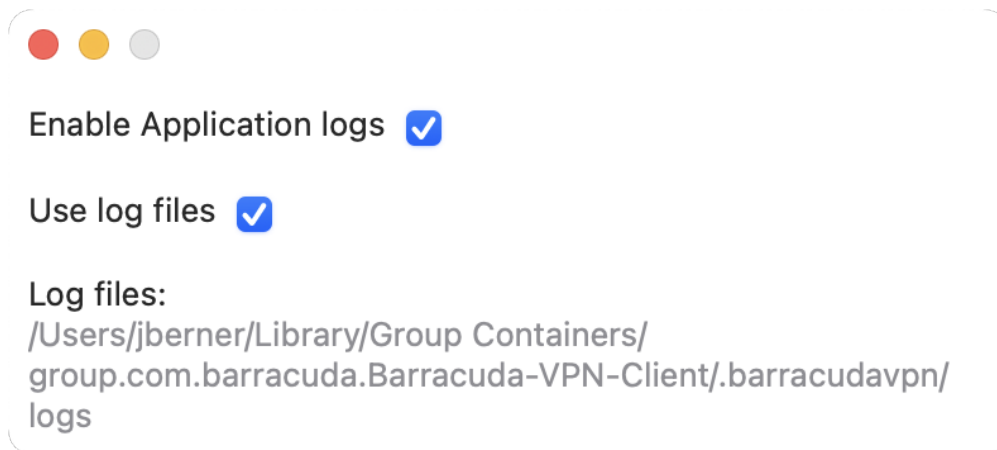 Enable Application logs
Use log files
Log files:
/Users/jberner/Library/Group Containers/
group.com.barracuda.Barracuda-VPN-Client/.barracudavpn/
logs